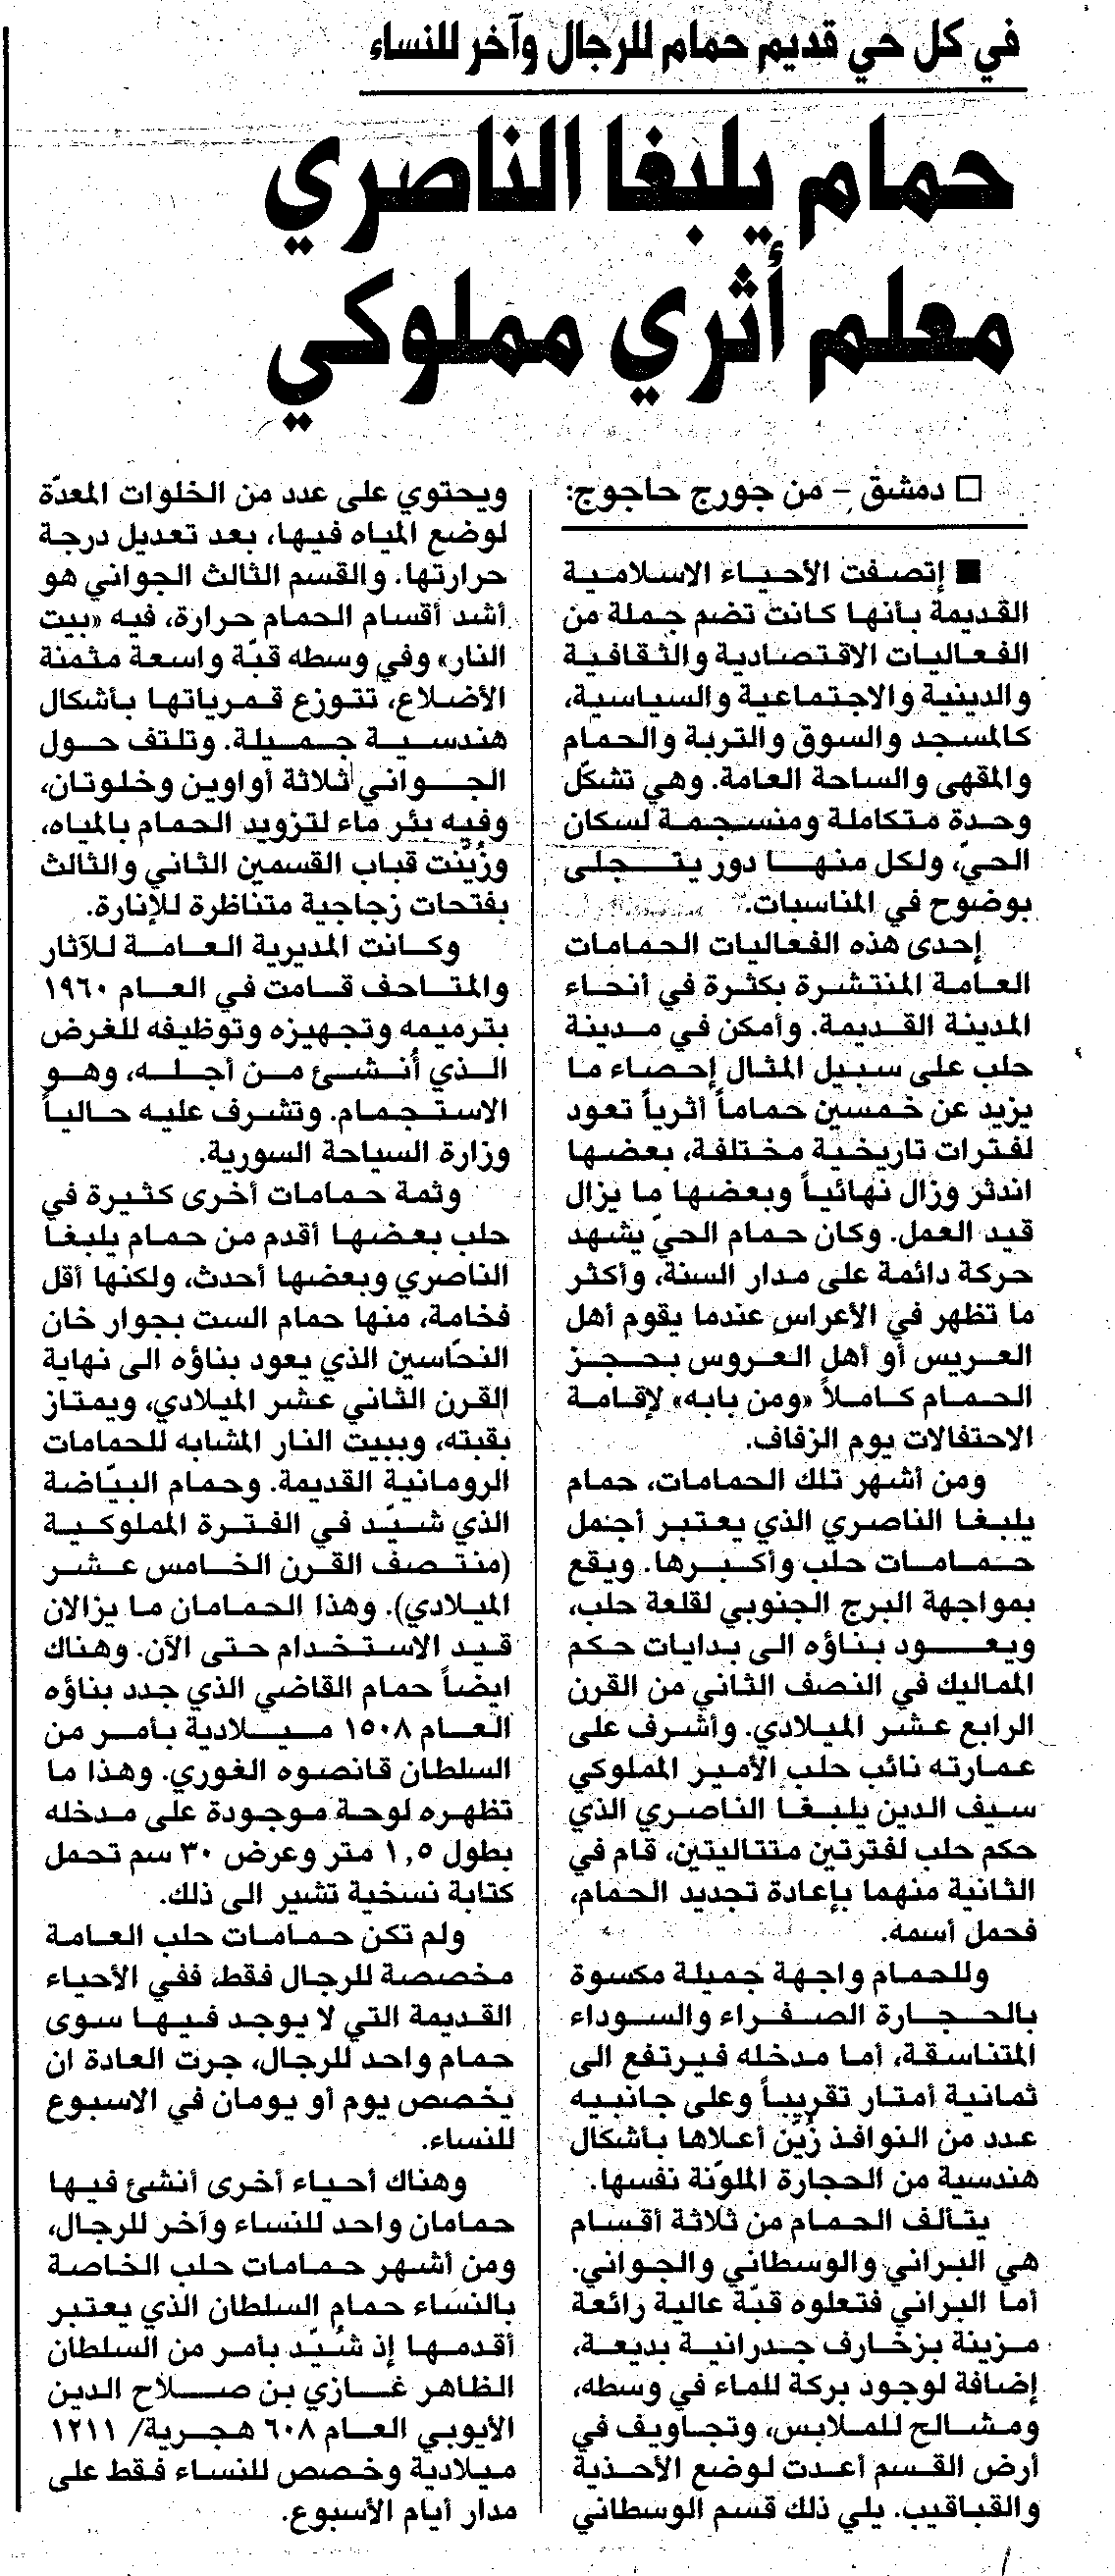 في كل حي قديم حمام للرجال وآخر للنساء
حمام يلبغا الناصري
معلم أثري مملوكي
□ دمشق - من جورج حاجوج:
■ إتصفت الأحياء الاسلامية
القديمة بأنها كانت تضم جملة من
الفعاليات الاقتصادية والثقافية
والدينية والاجتماعية والسياسية،
كالمسجد والسوق والتربة والحمام
والمقهى والساحة العامة. وهي تشكّل
وحدة متكاملة ومنسجمة لسكان
الحيّ، ولكل منها دور يتجلى
بوضوح في المناسبات.
إحدى هذه الفعاليات الحمامات
العامة المنتشرة بكثرة في أنحاء
المدينة القديمة. وأمكن في مدينة
حلب على سبيل المثال إحصاء ما
يزيد عن خمسين حماماً أثرياً تعود
لفترات تاريخية مختلفة، بعضها
اندثر وزال نهائياً وبعضها ما يزال
قيد العمل. وكان حمام الحيّ يشهد
حركة دائمة على مدار السنة، وأكثر
ما تظهر في الأعراس عندما يقوم أهل
العريس أو أهل العروس بحجز
الحمام كاملاً «ومن بابه» لإقامة
الاحتفالات يوم الزفاف.
ومن أشهر تلك الحمامات، حمام
يلبغا الناصري الذي يعتبر أجمل
حمامات حلب وأكبرها. ويقع
بمواجهة البرج الجنوبي لقلعة حلب،
ويعود بناؤه الى بدايات حكم
المماليك في النصف الثاني من القرن
الرابع عشر الميلادي. وأشرف على
عمارته نائب حلب الأمير المملوكي
سيف الدين يلبغا الناصري الذي
حكم حلب لفترتين متتاليتين، قام في
الثانية منهما بإعادة تجديد الحمام،
فحمل أسمه.
وللحمام واجهة جميلة مكسوة
بالحجارة الصفراء والسوداء
المتناسقة، أما مدخله فيرتفع الى
ثمانية أمتار تقريباً وعلى جانبيه
عدد من النوافذ زُيّن أعلاها بأشكال
هندسية من الحجارة الملوّنة نفسها.
يتألف الحمام من ثلاثة أقسام
هي البراني والوسطاني والجواني.
أما البراني فتعلوه قبّة عالية رائعة
مزينة بزخارف جدرانية بديعة،
إضافة لوجود بركة للماء في وسطه،
ومشالح للملابس، وتجاويف في
أرض القسم أعدت لوضع الأحذية
والقباقيب. يلي ذلك قسم الوسطاني
ويحتوي على عدد من الخلوات المعدّة
لوضع المياه فيها، بعد تعديل درجة
حرارتها. والقسم الثالث الجواني هو
أشد أقسام الحمام حرارة، فيه «بيت
النار» وفي وسطه قبّة واسعة مثمنة
الأضلاع، تتوزع قمرياتها بأشكال
هندسية جميلة. وتلتف حول
الجواني ثلاثة أواوين وخلوتان،
وفيه بئر ماء لتزويد الحمام بالمياه،
وزُيّنت قباب القسمين الثاني والثالث
بفتحات زجاجية متناظرة للإنارة.
وكانت المديرية العامة للآثار
والمتاحف قامت في العام ١٩٦٠
بترميمه وتجهيزه وتوظيفه للغرض
الذي أُنشئ من أجله، وهو
الاستجمام. وتشرف عليه حالياً
وزارة السياحة السورية.
وثمة حمامات أخرى كثيرة في
حلب بعضها أقدم من حمام يلبغا
الناصري وبعضها أحدث، ولكنها أقل
فخامة، منها حمام الست بجوار خان
النحّاسين الذي يعود بناؤه الى نهاية
القرن الثاني عشر الميلادي، ويمتاز
بقبته، وببيت النار المشابه للحمامات
الرومانية القديمة. وحمام البيّاضة
الذي شيّد في الفترة المملوكية
(منتصف القرن الخامس عشر
الميلادي). وهذا الحمامان ما يزالان
قيد الاستخدام حتى الآن. وهناك
ايضاً حمام القاضي الذي جدد بناؤه
العام ١٥٠٨ ميلادية بأمر من
السلطان قانصوه الغوري. وهذا ما
تظهره لوحة موجودة على مدخله
بطول ١,٥ متر وعرض ٣٠ سم تحمل
كتابة نسخية تشير الى ذلك.
ولم تكن حمامات حلب العامة
مخصصة للرجال فقط، ففي الأحياء
القديمة التي لا يوجد فيها سوى
حمام واحد للرجال، جرت العادة ان
يخصص يوم أو يومان في الاسبوع
للنساء.
وهناك أحياء أخرى أنشئ فيها
حمامان واحد للنساء وآخر للرجال،
ومن أشهر حمامات حلب الخاصة
بالنساء حمام السلطان الذي يعتبر
أقدمها إذ شُيّد بأمر من السلطان
الظاهر غازي بن صلاح الدين
الأيوبي العام ٦٠٨ هجرية/ ١٢١١
ميلادية وخصص للنساء فقط على
مدار أيام الأسبوع.